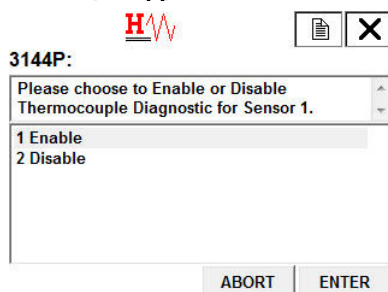 H
3144P:
Please choose to Enable or Disable
Thermocouple Diagnostic for Sensor 1.
1 Enable
2 Disable
ABORT ENTER